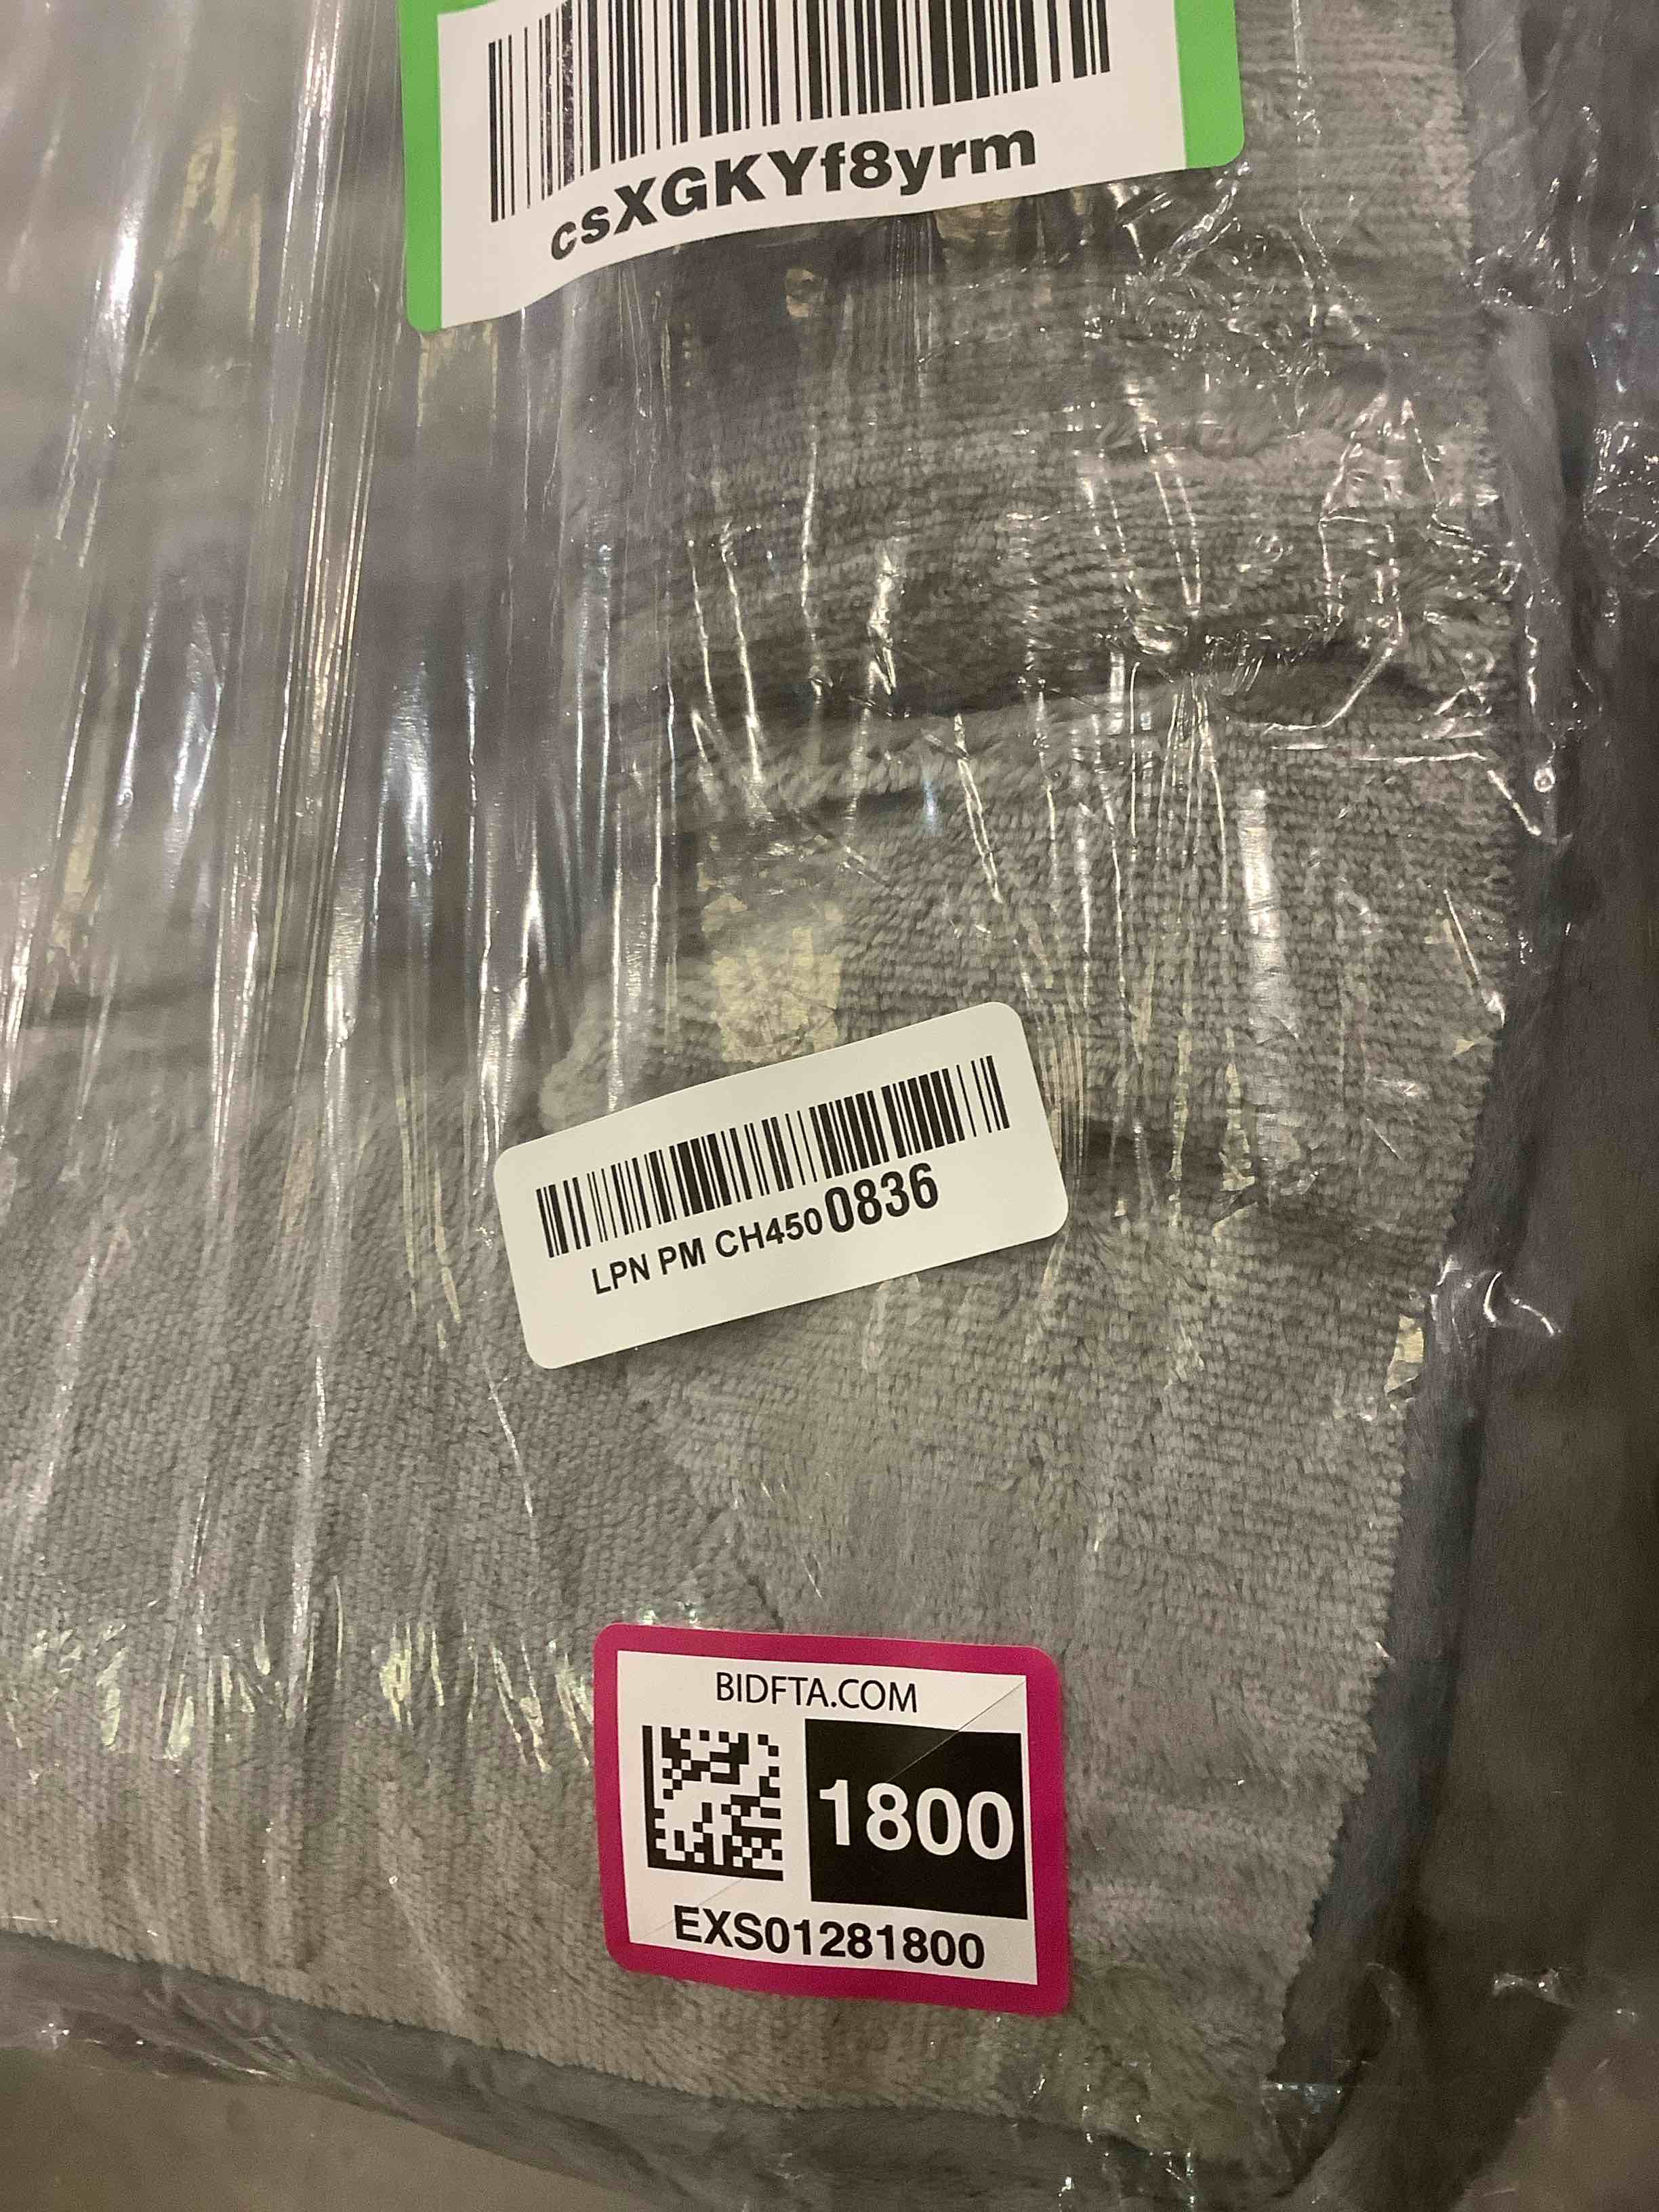 csXGKYf8yrm
LPN PM CH450 0836
BIDFTA.COM
1800
EXS01281800